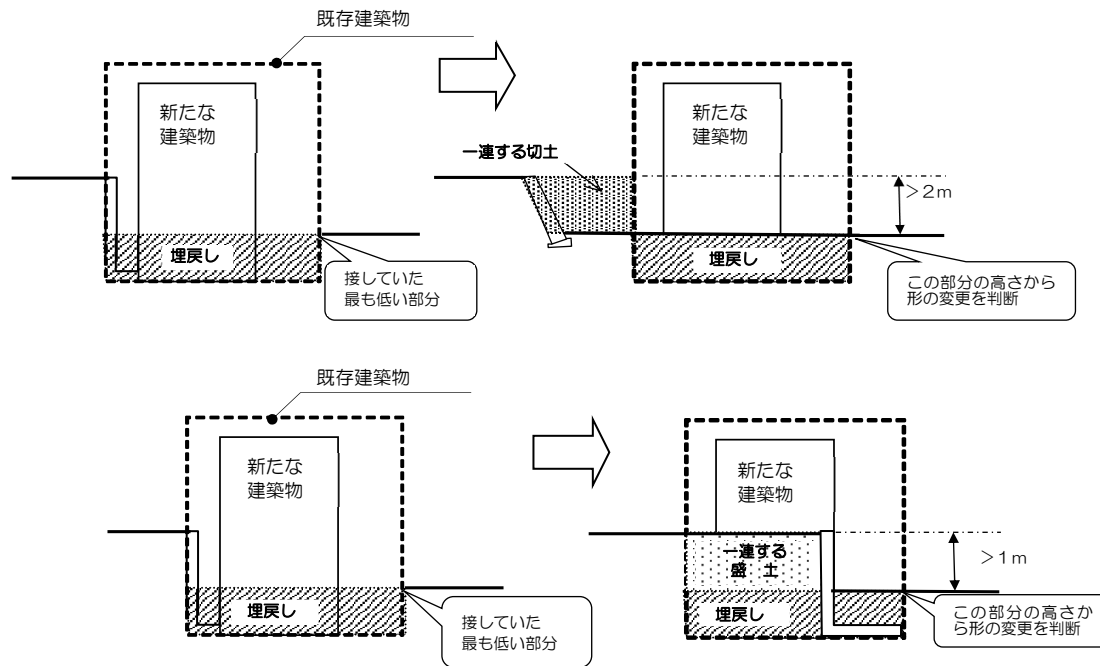 既存建築物
新たな
建築物
埋戻し
接していた
最も低い部分
新たな
建築物
一連する切土
>2m
埋戻し
この部分の高さから
形の変更を判断
既存建築物
新たな
建築物
埋戻し
接していた
最も低い部分
新たな
建築物
一連する
盛 土
>1m
埋戻し
この部分の高さか
ら形の変更を判断